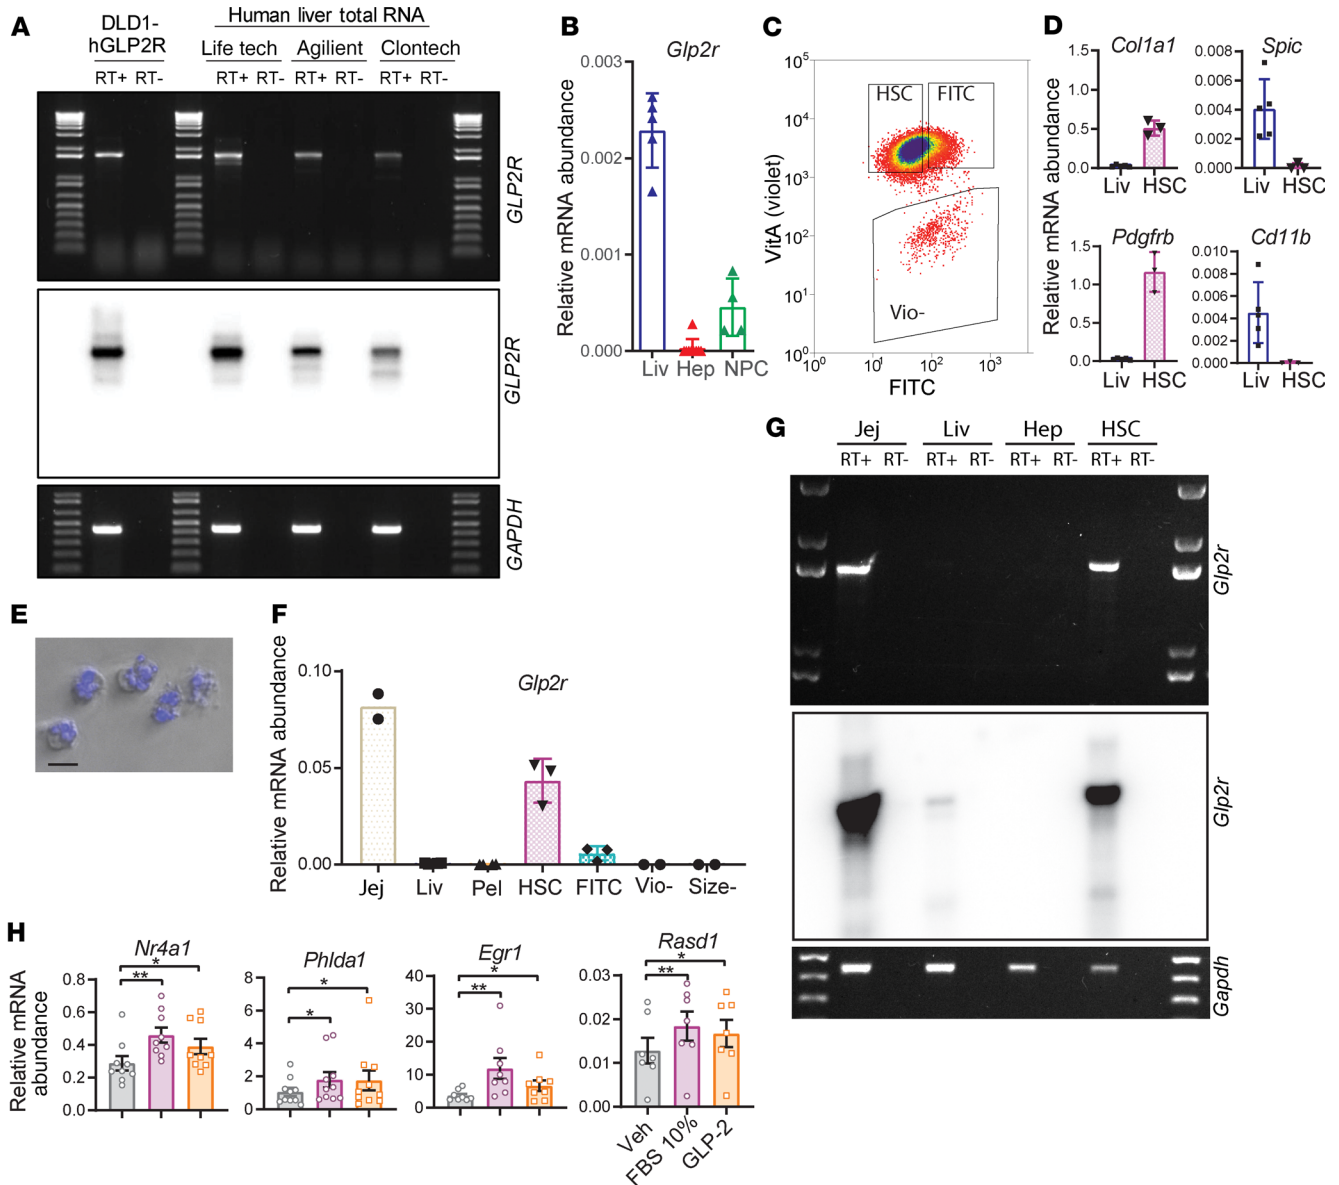 A
DLD1-
hGLP2R
Human liver total RNA
Life tech
Agilient
Clontech
RT+ RT-
RT+ RT-
RT+ RT-
RT+ RT-
GLP2R
GLP2R
GAPDH
B
Glp2r
Relative mRNA abundance
0.003
0.002
0.001
0.000
Liv Hep NPC
C
VitA (violet)
10^5
10^4
10^3
10^2
10^1
10^0
HSC
FITC
Vio-
10^0 10^1 10^2 10^3
FITC
D
Relative mRNA abundance
Col1a1
1.5
1.0
0.5
0.0
Liv HSC
Spic
0.008
0.006
0.004
0.002
0.000
Liv HSC
Pdgfrb
1.5
1.0
1.5
0.0
Liv HSC
Cd11b
0.010
0.008
0.006
0.004
0.002
0.000
Liv HSC
E
F
Relative mRNA abundance
Glp2r
0.10
0.05
0.00
Jej Liv Pel HSC FITC Vio- Size-
G
Jej Liv Hep HSC
RT+ RT- RT+ RT- RT+ RT- RT+ RT-
Glp2r
Glp2r
Gapdh
H
Relative mRNA
abundance
Nr4a1
*
**
0.8
0.6
0.4
0.2
0.0
Phlda1
*
*
8
6
4
2
0
Egr1
*
**
40
30
20
10
0
Rasd1
*
**
0.03
0.02
0.01
0.00
Veh
FBS 10%
GLP-2